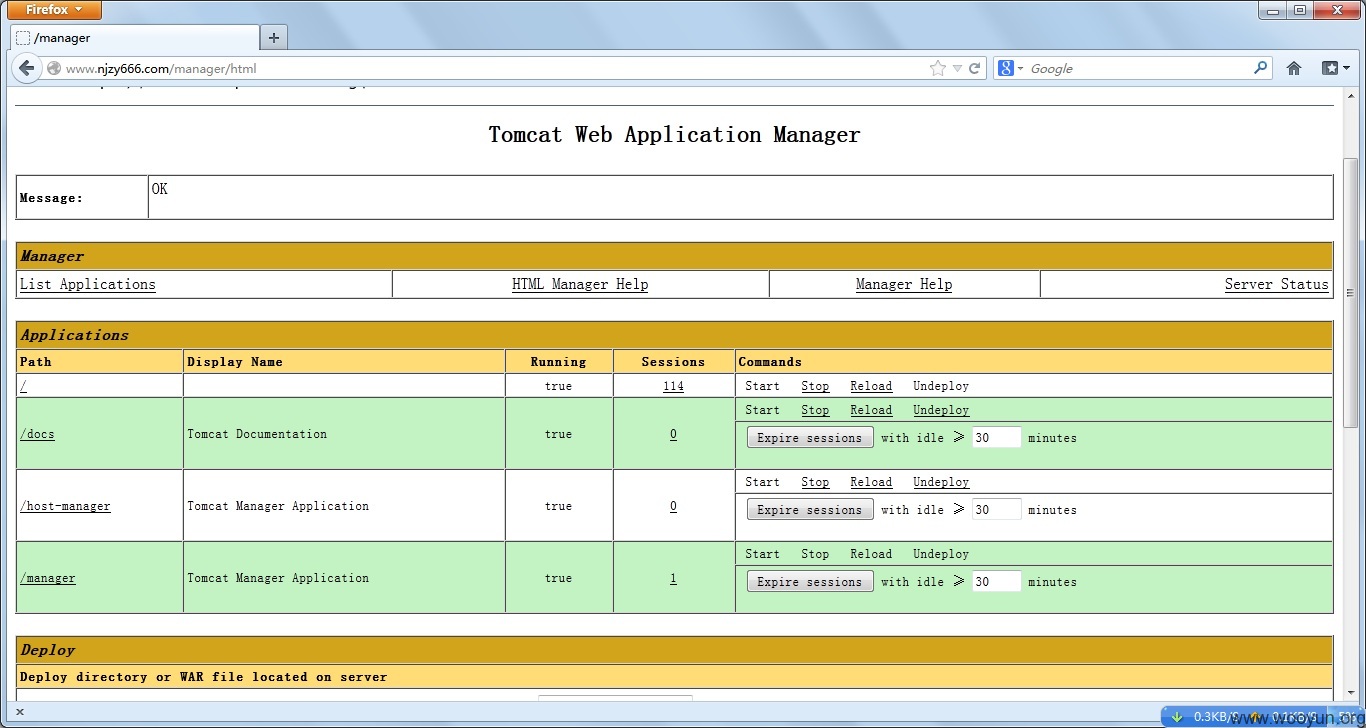 Firefox
/manager
www.njzy666.com/manager/html
Google
Tomcat Web Application Manager
Message: OK
Manager
List Applications HTML Manager Help Manager Help Server Status
Applications
Path Display Name Running Sessions Commands
/ true 114 Start Stop Reload Undeploy
Start Stop Reload Undeploy
/docs Tomcat Documentation true 0 Expire sessions with idle ≥ 30 minutes
Start Stop Reload Undeploy
/host-manager Tomcat Manager Application true 0 Expire sessions with idle ≥ 30 minutes
Start Stop Reload Undeploy
/manager Tomcat Manager Application true 1 Expire sessions with idle ≥ 30 minutes
Deploy
Deploy directory or WAR file located on server
0.3KB/S
www.wooyun.org